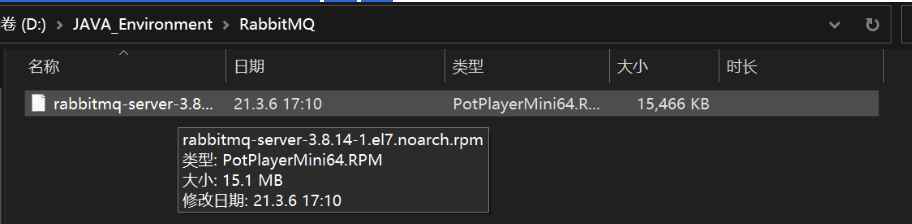 卷 (D:) > JAVA_Environment > RabbitMQ
名称 日期 类型 大小 时长
rabbitmq-server-3.8... 21.3.6 17:10 PotPlayerMini64.R... 15,466 KB
rabbitmq-server-3.8.14-1.el7.noarch.rpm
类型: PotPlayerMini64.RPM
大小: 15.1 MB
修改日期: 21.3.6 17:10